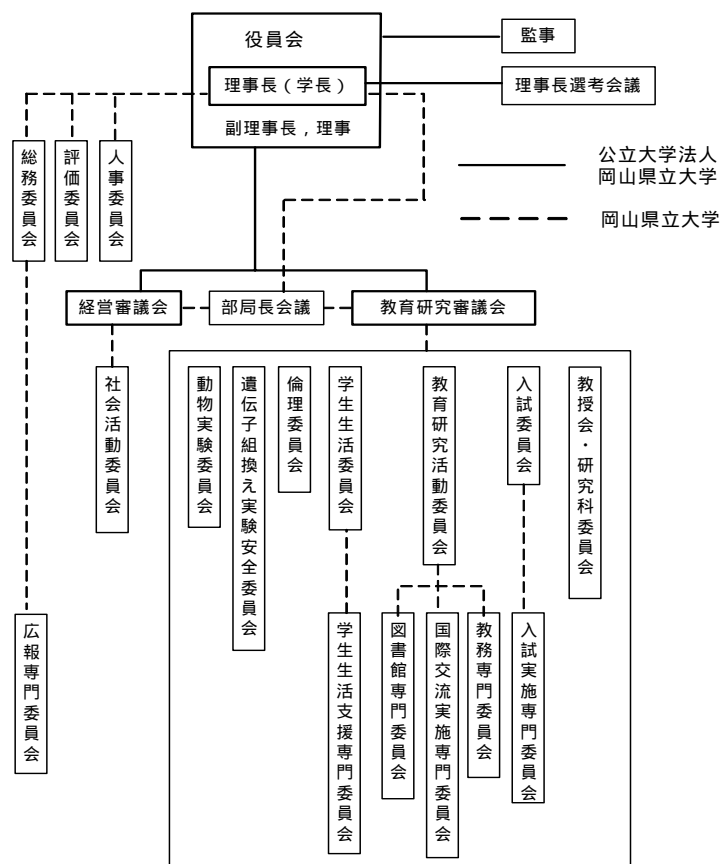 役員会
監事
理事長（学長）
理事長選考会議
副理事長，理事
公立大学法人
岡山県立大学
岡山県立大学
総務委員会
評価委員会
人事委員会
経営審議会
部局長会議
教育研究審議会
社会活動委員会
動物実験委員会
遺伝子組換え実験安全委員会
倫理委員会
学生生活委員会
教育研究活動委員会
入試委員会
教授会・研究科委員会
広報専門委員会
学生生活支援専門委員会
図書館専門委員会
国際交流実施専門委員会
教務専門委員会
入試実施専門委員会